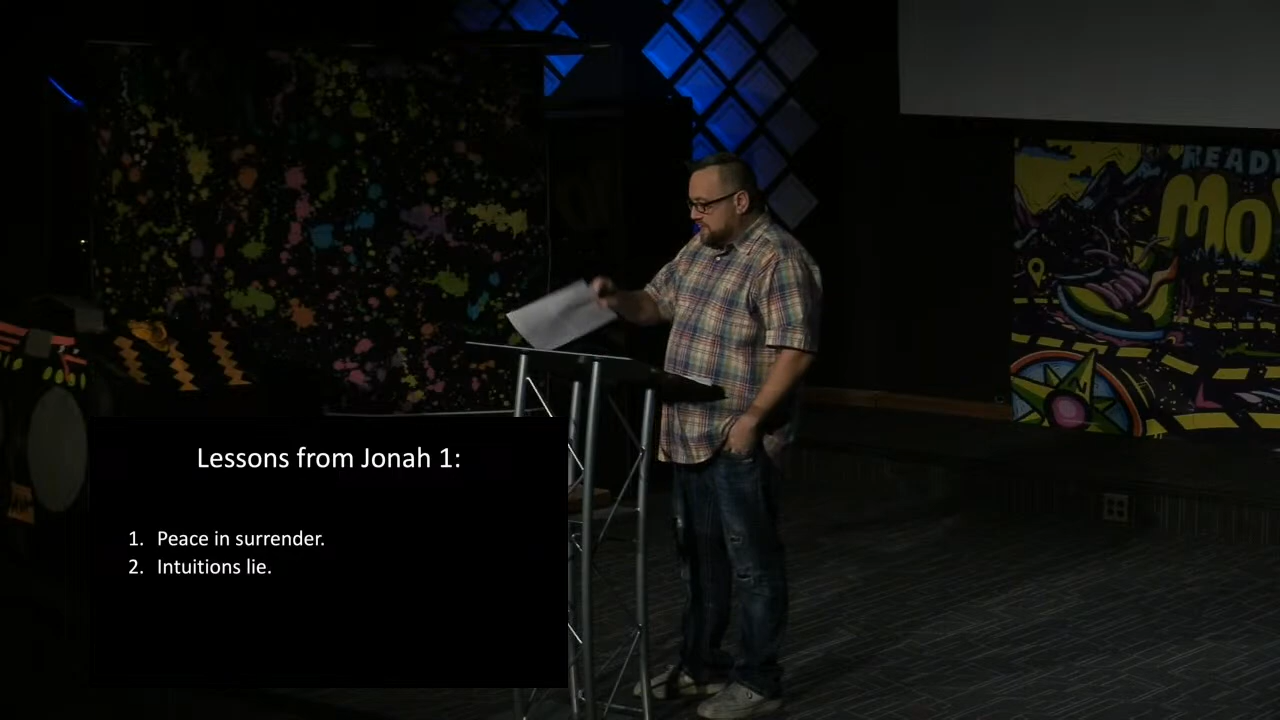 READY
MO
Lessons from Jonah 1:
1. Peace in surrender.
2. Intuitions lie.